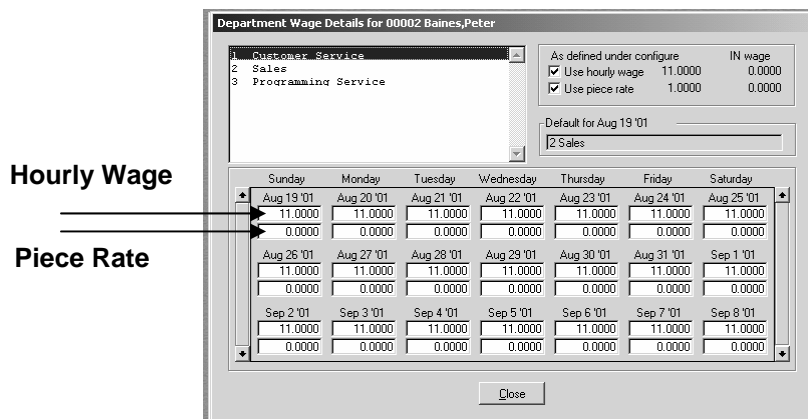 Department Wage Details for 00002 Baines,Peter
1 Customer Service
2 Sales
3 Programming Service
As defined under configure IN wage
Use hourly wage 11.0000 0.0000
Use piece rate 1.0000 0.0000
Default for Aug 19 '01
2 Sales
Hourly Wage
Piece Rate
Sunday Monday Tuesday Wednesday Thursday Friday Saturday
Aug 19 '01 Aug 20 '01 Aug 21 '01 Aug 22 '01 Aug 23 '01 Aug 24 '01 Aug 25 '01
11.0000 11.0000 11.0000 11.0000 11.0000 11.0000 11.0000
0.0000 0.0000 0.0000 0.0000 0.0000 0.0000 0.0000
Aug 26 '01 Aug 27 '01 Aug 28 '01 Aug 29 '01 Aug 30 '01 Aug 31 '01 Sep 1 '01
11.0000 11.0000 11.0000 11.0000 11.0000 11.0000 11.0000
0.0000 0.0000 0.0000 0.0000 0.0000 0.0000 0.0000
Sep 2 '01 Sep 3 '01 Sep 4 '01 Sep 5 '01 Sep 6 '01 Sep 7 '01 Sep 8 '01
11.0000 11.0000 11.0000 11.0000 11.0000 11.0000 11.0000
0.0000 0.0000 0.0000 0.0000 0.0000 0.0000 0.0000
Close